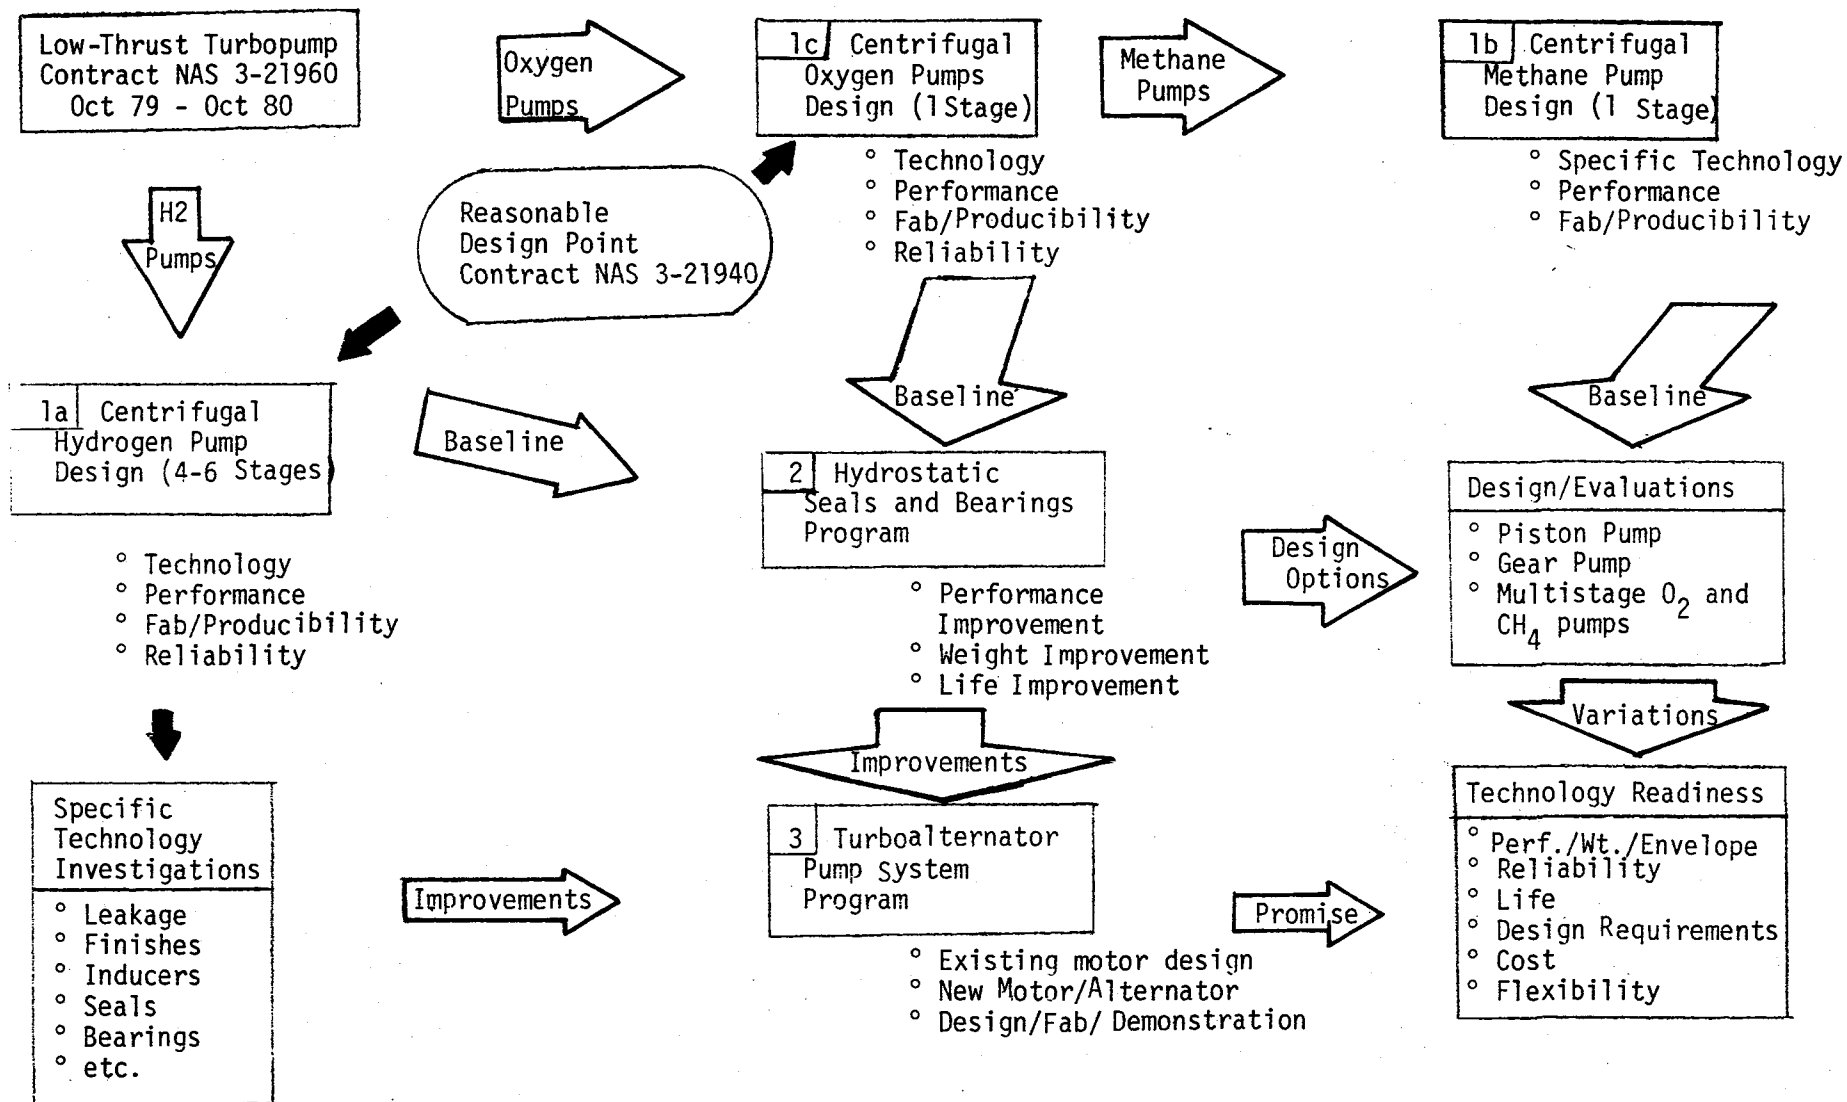 Low-Thrust Turbopump
Contract NAS 3-21960
Oct 79 - Oct 80
Oxygen
Pumps
1c Centrifugal
Oxygen Pumps
Design (1 Stage)
Methane
Pumps
1b Centrifugal
Methane Pump
Design (1 Stage)
° Technology
° Performance
° Fab/Producibility
° Reliability
° Specific Technology
° Performance
° Fab/Producibility
H2
Pumps
Reasonable
Design Point
Contract NAS 3-21940
1a Centrifugal
Hydrogen Pump
Design (4-6 Stages)
Baseline
Baseline
Baseline
° Technology
° Performance
° Fab/Producibility
° Reliability
2 Hydrostatic
Seals and Bearings
Program
Design
Options
Design/Evaluations
° Piston Pump
° Gear Pump
° Multistage O2 and
CH4 pumps
° Performance
Improvement
° Weight Improvement
° Life Improvement
Improvements
Variations
Specific
Technology
Investigations
° Leakage
° Finishes
° Inducers
° Seals
° Bearings
° etc.
Improvements
3 Turboalternator
Pump System
Program
° Existing motor design
° New Motor/Alternator
° Design/Fab/ Demonstration
Promise
Technology Readiness
° Perf./Wt./Envelope
° Reliability
° Life
° Design Requirements
° Cost
° Flexibility